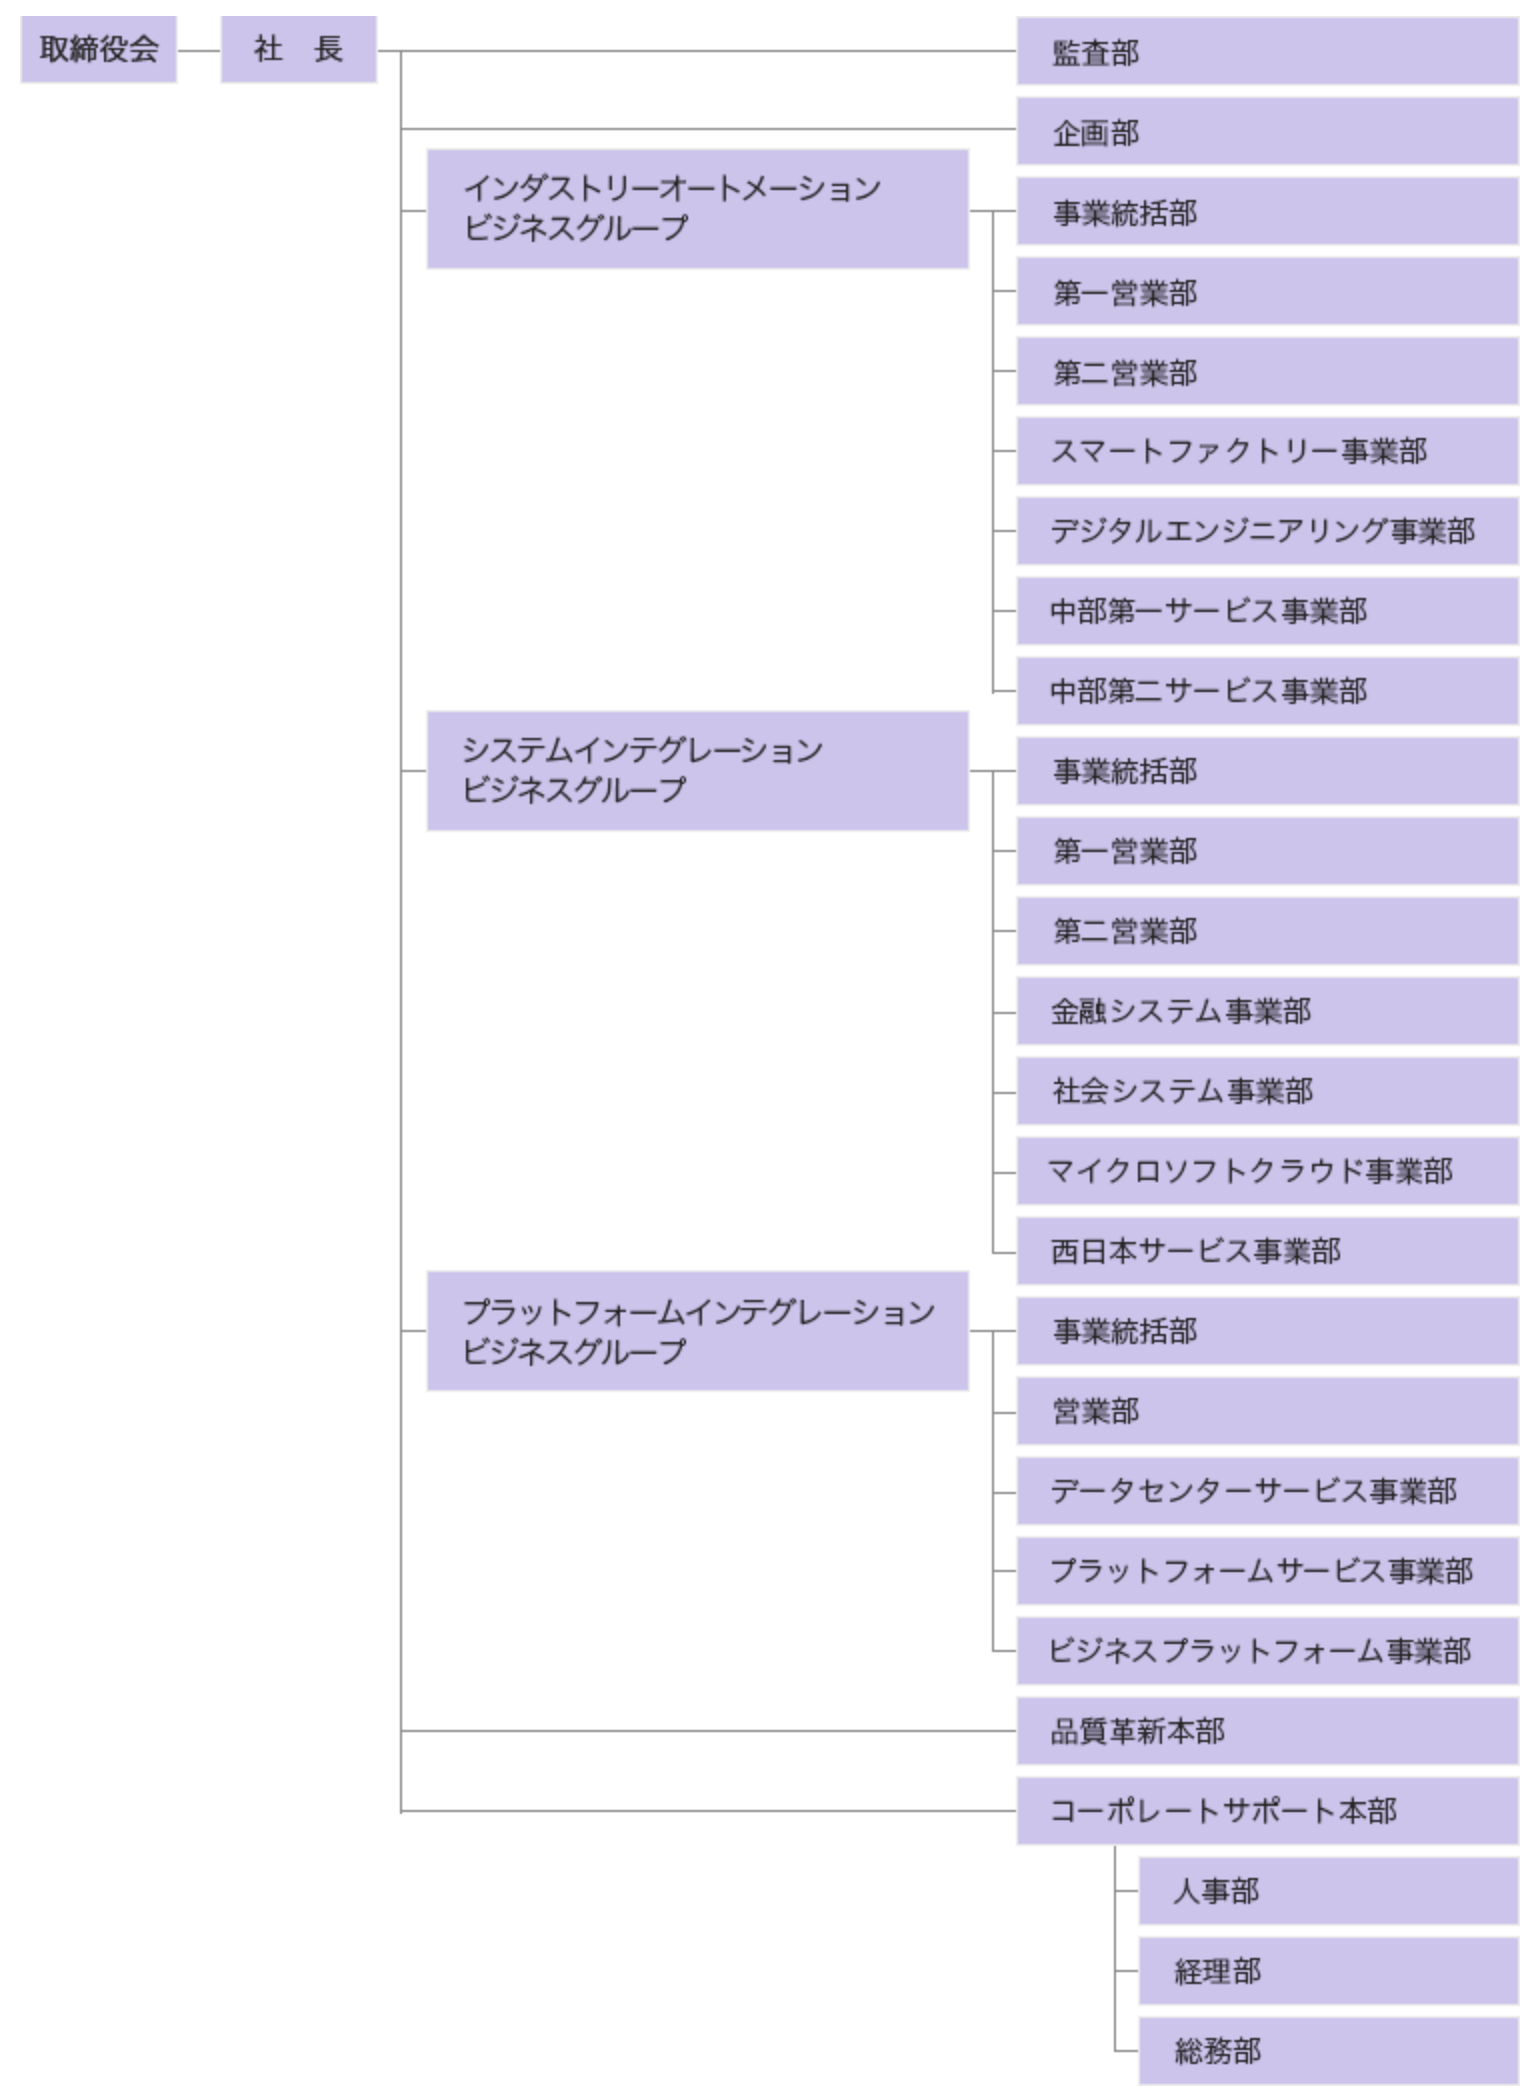 取締役会
社　長
監査部
企画部
インダストリーオートメーション
ビジネスグループ
事業統括部
第一営業部
第二営業部
スマートファクトリー事業部
デジタルエンジニアリング事業部
中部第一サービス事業部
中部第二サービス事業部
システムインテグレーション
ビジネスグループ
事業統括部
第一営業部
第二営業部
金融システム事業部
社会システム事業部
マイクロソフトクラウド事業部
西日本サービス事業部
プラットフォームインテグレーション
ビジネスグループ
事業統括部
営業部
データセンターサービス事業部
プラットフォームサービス事業部
ビジネスプラットフォーム事業部
品質革新本部
コーポレートサポート本部
人事部
経理部
総務部